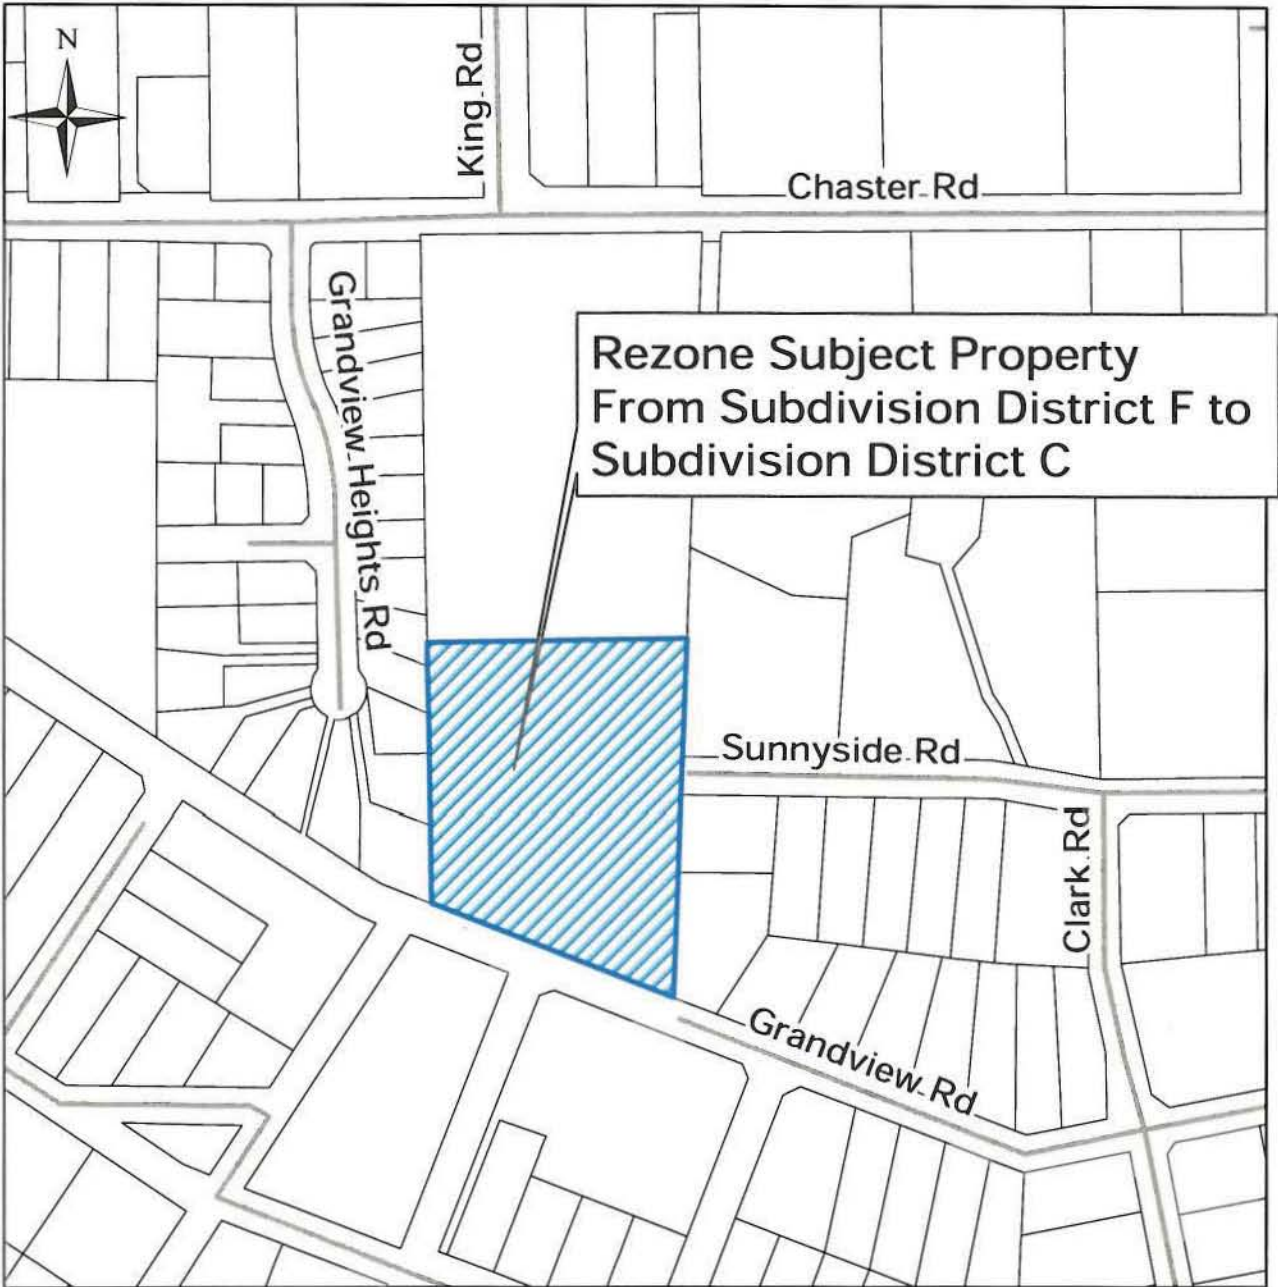 N
King Rd
Chaster Rd
Grandview Heights Rd
Rezone Subject Property
From Subdivision District F to
Subdivision District C
Sunnyside Rd
Clark Rd
Grandview Rd